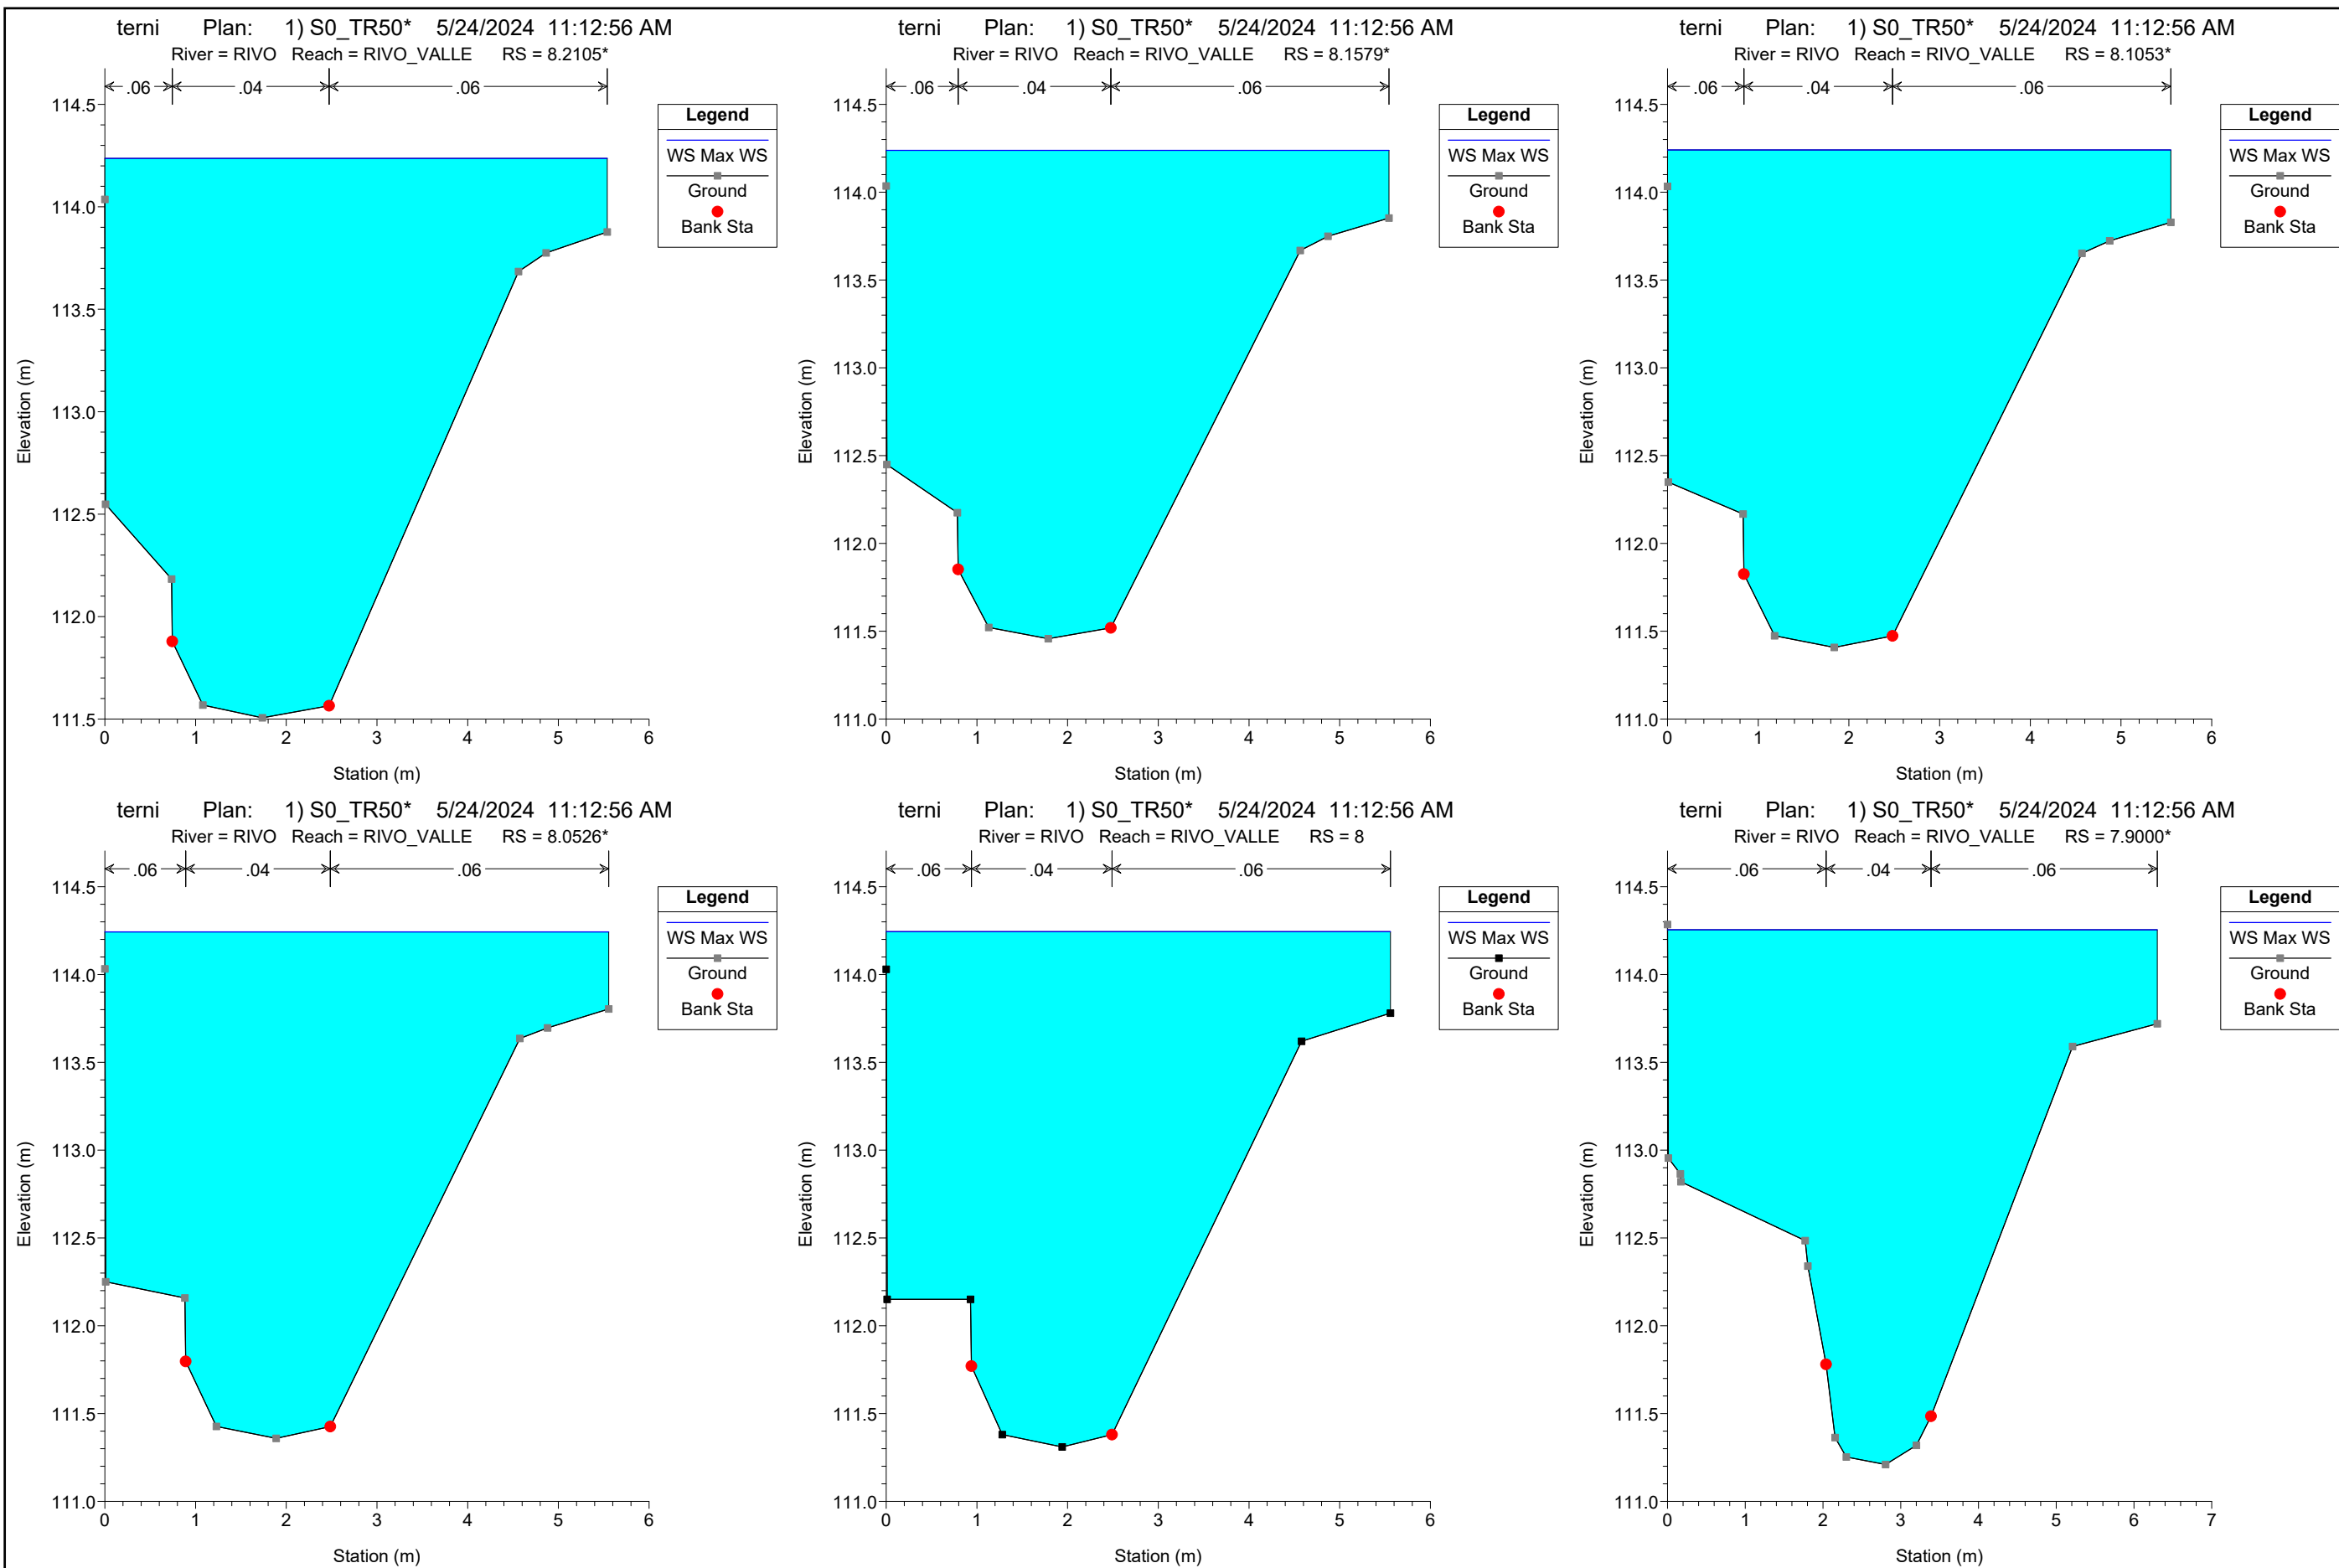 terni Plan: 1) S0_TR50* 5/24/2024 11:12:56 AM
River = RIVO Reach = RIVO_VALLE RS = 8.2105*
.06 .04 .06
Legend
WS Max WS
Ground
Bank Sta
114.5
114.0
113.5
113.0
112.5
112.0
111.5
Elevation (m)
0 1 2 3 4 5 6
Station (m)
terni Plan: 1) S0_TR50* 5/24/2024 11:12:56 AM
River = RIVO Reach = RIVO_VALLE RS = 8.1579*
.06 .04 .06
Legend
WS Max WS
Ground
Bank Sta
114.5
114.0
113.5
113.0
112.5
112.0
111.5
111.0
Elevation (m)
0 1 2 3 4 5 6
Station (m)
terni Plan: 1) S0_TR50* 5/24/2024 11:12:56 AM
River = RIVO Reach = RIVO_VALLE RS = 8.1053*
.06 .04 .06
Legend
WS Max WS
Ground
Bank Sta
114.5
114.0
113.5
113.0
112.5
112.0
111.5
111.0
Elevation (m)
0 1 2 3 4 5 6
Station (m)
terni Plan: 1) S0_TR50* 5/24/2024 11:12:56 AM
River = RIVO Reach = RIVO_VALLE RS = 8.0526*
.06 .04 .06
Legend
WS Max WS
Ground
Bank Sta
114.5
114.0
113.5
113.0
112.5
112.0
111.5
111.0
Elevation (m)
0 1 2 3 4 5 6
Station (m)
terni Plan: 1) S0_TR50* 5/24/2024 11:12:56 AM
River = RIVO Reach = RIVO_VALLE RS = 8
.06 .04 .06
Legend
WS Max WS
Ground
Bank Sta
114.5
114.0
113.5
113.0
112.5
112.0
111.5
111.0
Elevation (m)
0 1 2 3 4 5 6
Station (m)
terni Plan: 1) S0_TR50* 5/24/2024 11:12:56 AM
River = RIVO Reach = RIVO_VALLE RS = 7.9000*
.06 .04 .06
Legend
WS Max WS
Ground
Bank Sta
114.5
114.0
113.5
113.0
112.5
112.0
111.5
111.0
Elevation (m)
0 1 2 3 4 5 6 7
Station (m)